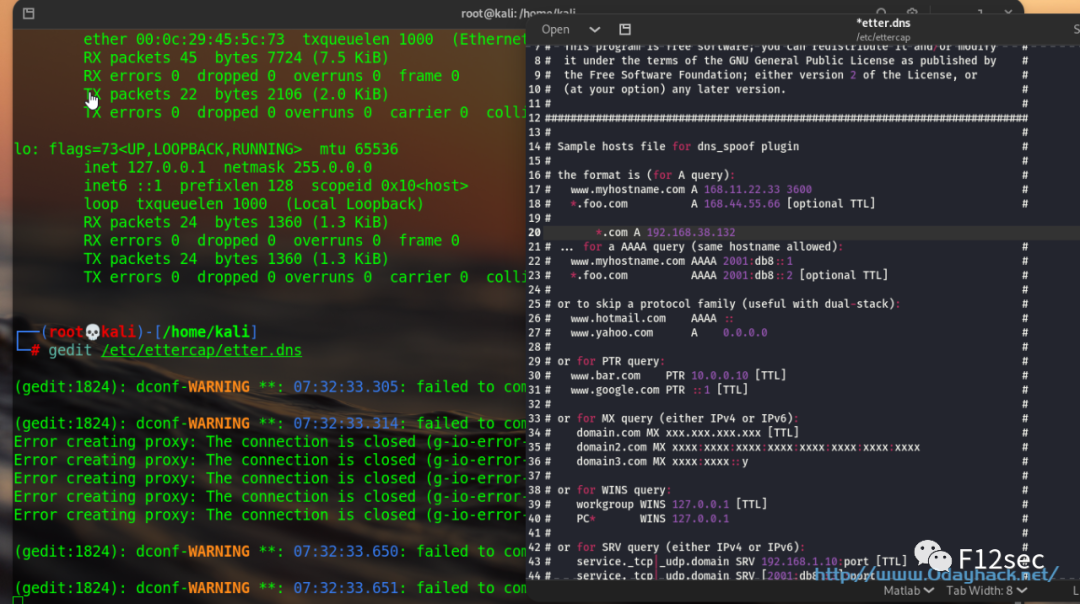 root@kali: /home/kali
ether 00:0c:29:45:5c:73 txqueuelen 1000 (Ethernet
RX packets 45 bytes 7724 (7.5 KiB)
RX errors 0 dropped 0 overruns 0 frame 0
TX packets 22 bytes 2106 (2.0 KiB)
TX errors 0 dropped 0 overruns 0 carrier 0 colli
lo: flags=73<UP,LOOPBACK,RUNNING> mtu 65536
inet 127.0.0.1 netmask 255.0.0.0
inet6 ::1 prefixlen 128 scopeid 0x10<host>
loop txqueuelen 1000 (Local Loopback)
RX packets 24 bytes 1360 (1.3 KiB)
RX errors 0 dropped 0 overruns 0 frame 0
TX packets 24 bytes 1360 (1.3 KiB)
TX errors 0 dropped 0 overruns 0 carrier 0 colli
(root💀kali)-[/home/kali]
# gedit /etc/ettercap/etter.dns
(gedit:1824): dconf-WARNING **: 07:32:33.305: failed to com
(gedit:1824): dconf-WARNING **: 07:32:33.314: failed to com
Error creating proxy: The connection is closed (g-io-error-
Error creating proxy: The connection is closed (g-io-error-
Error creating proxy: The connection is closed (g-io-error-
Error creating proxy: The connection is closed (g-io-error-
Error creating proxy: The connection is closed (g-io-error-
(gedit:1824): dconf-WARNING **: 07:32:33.650: failed to com
(gedit:1824): dconf-WARNING **: 07:32:33.651: failed to com
Open
*etter.dns
/etc/ettercap
S
7 # This program is free software; you can redistribute it and/or modify #
8 # it under the terms of the GNU General Public License as published by #
9 # the Free Software Foundation; either version 2 of the License, or #
10 # (at your option) any later version. #
11 # #
12 ############################################################################
13 # #
14 # Sample hosts file for dns_spoof plugin #
15 # #
16 # the format is (for A query): #
17 # www.myhostname.com A 168.11.22.33 3600 #
18 # *.foo.com A 168.44.55.66 [optional TTL] #
19 #
20 *.com A 192.168.38.132
21 # ... for a AAAA query (same hostname allowed): #
22 # www.myhostname.com AAAA 2001:db8::1 #
23 # *.foo.com AAAA 2001:db8::2 [optional TTL] #
24 # #
25 # or to skip a protocol family (useful with dual-stack): #
26 # www.hotmail.com AAAA :: #
27 # www.yahoo.com A 0.0.0.0 #
28 # #
29 # or for PTR query: #
30 # www.bar.com PTR 10.0.0.10 [TTL] #
31 # www.google.com PTR ::1 [TTL] #
32 # #
33 # or for MX query (either IPv4 or IPv6): #
34 # domain.com MX xxx.xxx.xxx.xxx [TTL] #
35 # domain2.com MX xxxx:xxxx:xxxx:xxxx:xxxx:xxxx:xxxx:xxxx #
36 # domain3.com MX xxxx:xxxx::y #
37 # #
38 # or for WINS query: #
39 # workgroup WINS 127.0.0.1 [TTL] #
40 # PC* WINS 127.0.0.1 #
41 # #
42 # or for SRV query (either IPv4 or IPv6): #
43 # service._tcp|_udp.domain SRV 192.168.1.10:port [TTL]
44 # service._tcp|_udp.domain SRV [2001:db8 port
F12sec
http://www.0dayhack.net/
Matlab Tab Width: 8 L